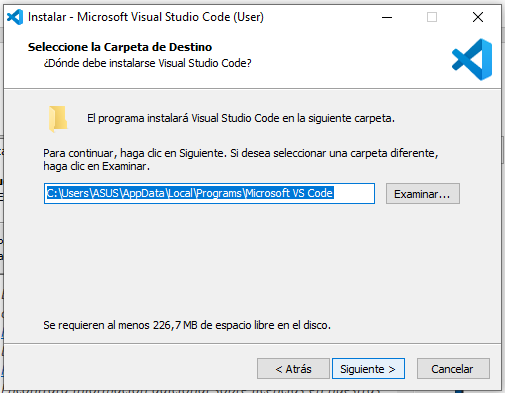 Instalar - Microsoft Visual Studio Code (User)
Seleccione la Carpeta de Destino
¿Dónde debe instalarse Visual Studio Code?
El programa instalará Visual Studio Code en la siguiente carpeta.
Para continuar, haga clic en Siguiente. Si desea seleccionar una carpeta diferente,
haga clic en Examinar.
C:\Users\ASUS\AppData\Local\Programs\Microsoft VS Code
Examinar...
Se requieren al menos 226,7 MB de espacio libre en el disco.
< Atrás
Siguiente >
Cancelar